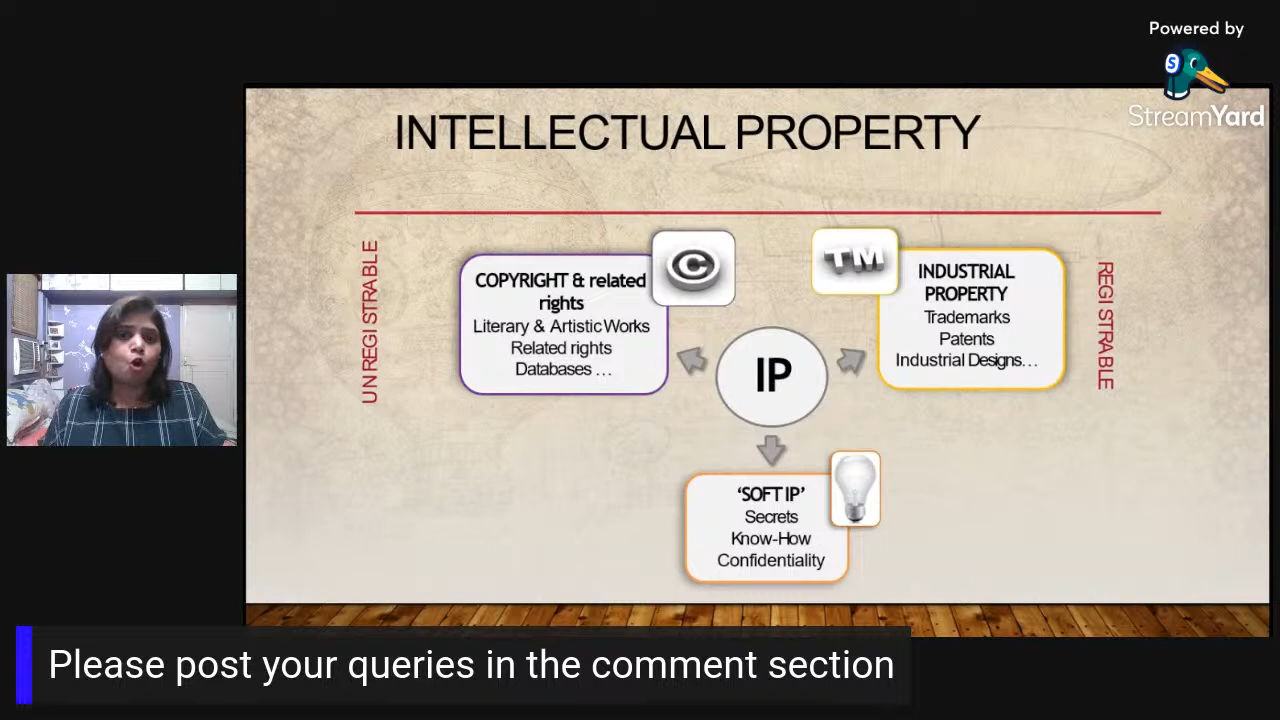 Powered by
S
StreamYard
INTELLECTUAL PROPERTY
UNREGISTRABLE
COPYRIGHT & related
rights
Literary & Artistic Works
Related rights
Databases ...
©
TM
INDUSTRIAL
PROPERTY
Trademarks
Patents
Industrial Designs...
REGISTRABLE
IP
‘SOFT IP’
Secrets
Know-How
Confidentiality
Please post your queries in the comment section